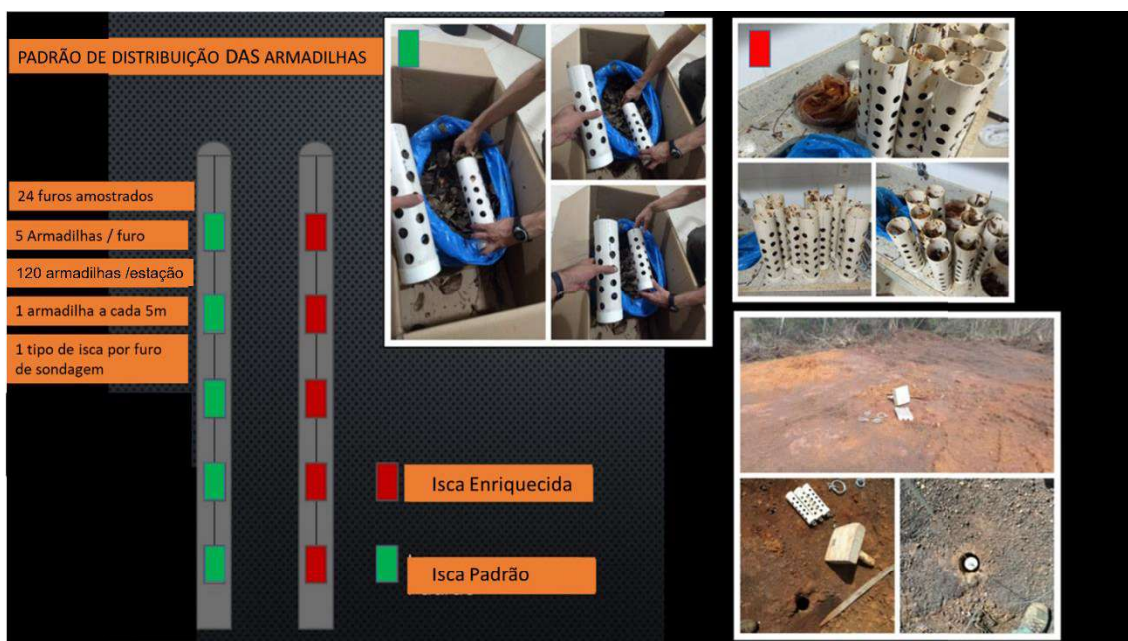 PADRÃO DE DISTRIBUIÇÃO DAS ARMADILHAS
24 furos amostrados
5 Armadilhas / furo
120 armadilhas /estação
1 armadilha a cada 5m
1 tipo de isca por furo
de sondagem
Isca Enriquecida
Isca Padrão